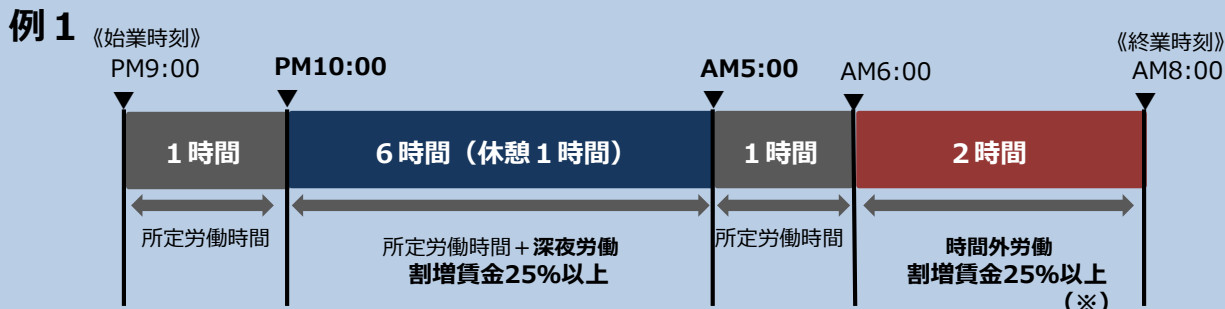 例１
《始業時刻》
PM9:00
PM10:00
AM5:00
AM6:00
《終業時刻》
AM8:00
１時間
６時間（休憩１時間）
１時間
２時間
所定労働時間
所定労働時間＋深夜労働
割増賃金25%以上
所定労働時間
時間外労働
割増賃金25%以上
（※）